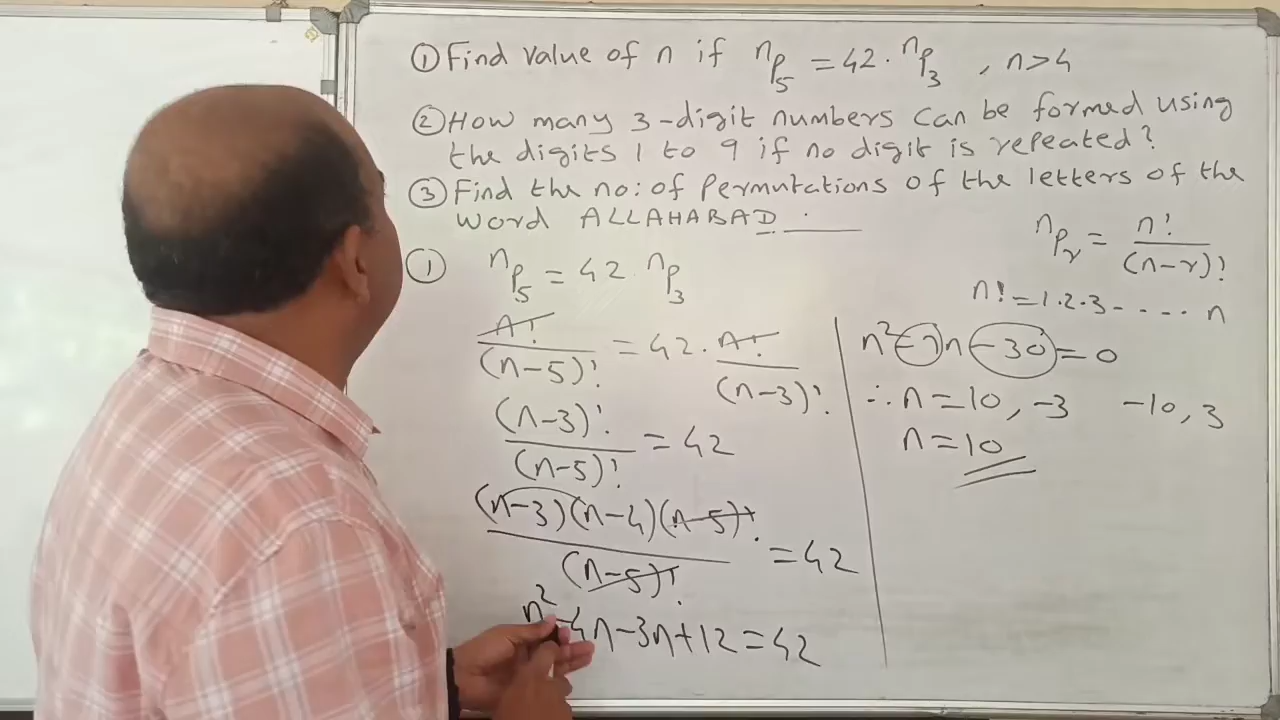 ① Find value of n if nP5 = 42 . nP3 , n > 4
② How many 3-digit numbers can be formed using
the digits 1 to 9 if no digit is repeated?
③ Find the no: of permutations of the letters of the
word ALLAHABAD .
nPr = n! / (n-r)!
n! = 1.2.3 - . . . . n
① nP5 = 42 . nP3
n! / (n-5)! = 42 . n! / (n-3)!
(n-3)! / (n-5)! = 42
(n-3)(n-4)(n-5)! / (n-5)! = 42
n² -4n -3n +12 = 42
n² -7n -30 = 0
∴ n = 10, -3 -10, 3
n = 10